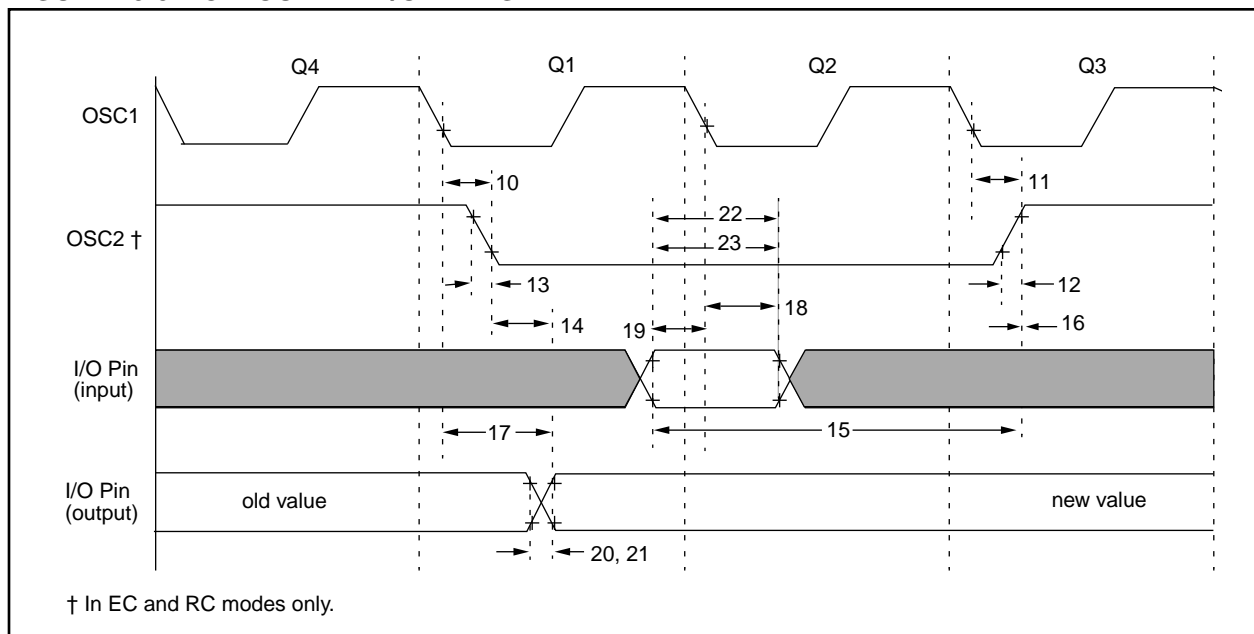 Q4 Q1 Q2 Q3
OSC1
10 11
22
OSC2 †
23
13 12
18
14 19 16
I/O Pin
(input)
17 15
I/O Pin
(output)
old value new value
20, 21
† In EC and RC modes only.